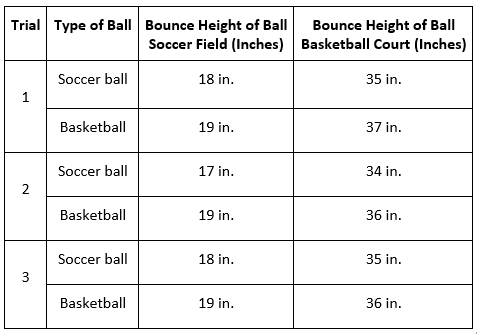 Trial Type of Ball Bounce Height of Ball Soccer Field (Inches) Bounce Height of Ball Basketball Court (Inches)
1
Soccer ball 18 in. 35 in.
Basketball 19 in. 37 in.
2
Soccer ball 17 in. 34 in.
Basketball 19 in. 36 in.
3
Soccer ball 18 in. 35 in.
Basketball 19 in. 36 in.